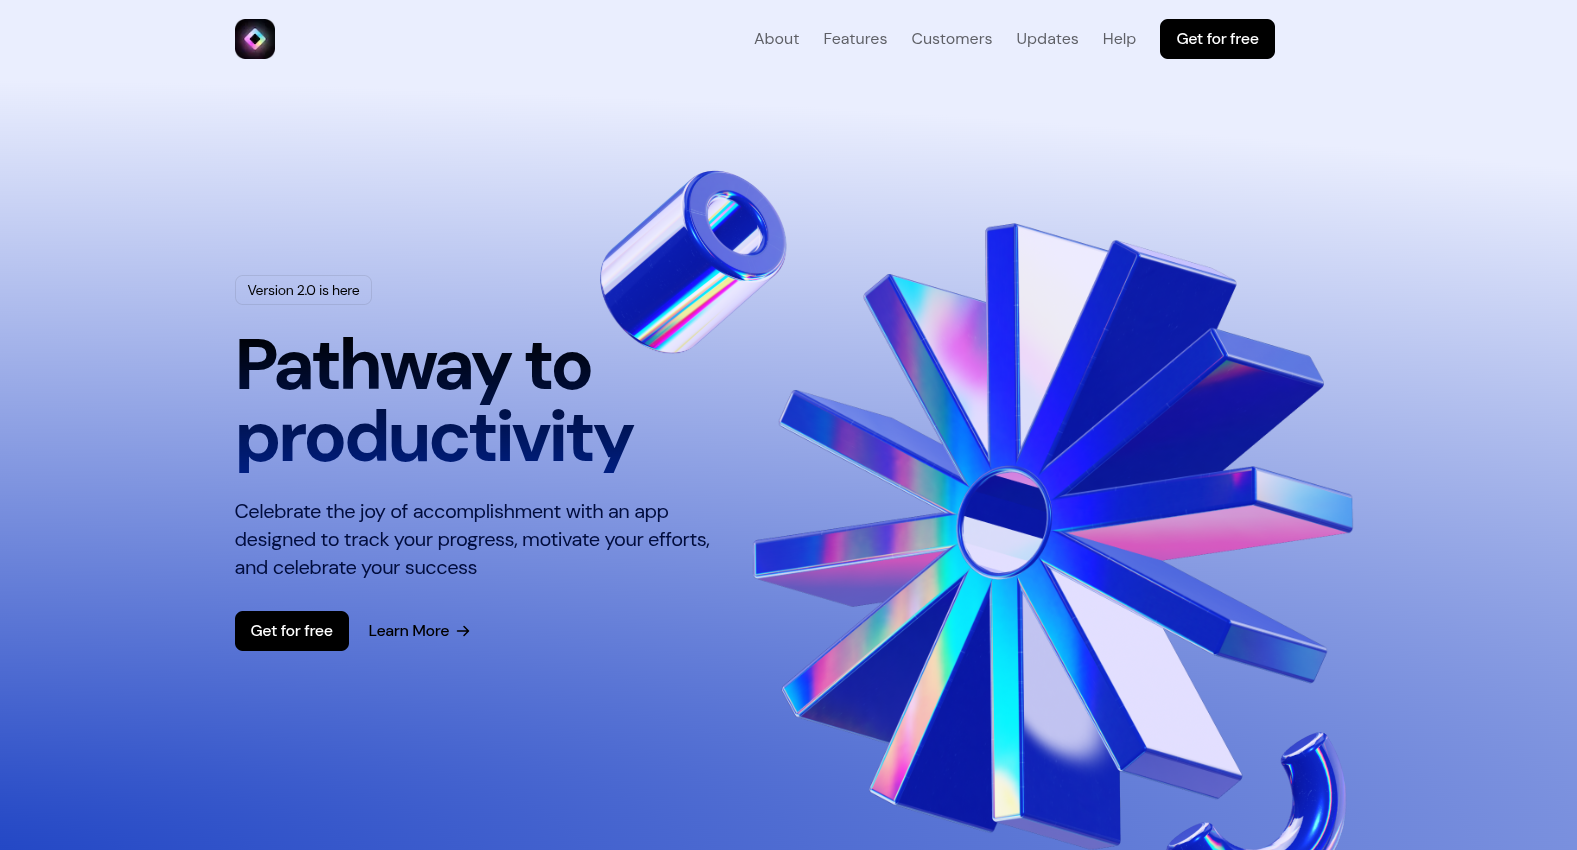 About
Features
Customers
Updates
Help
Get for free
Version 2.0 is here
Pathway to
productivity
Celebrate the joy of accomplishment with an app
designed to track your progress, motivate your efforts,
and celebrate your success
Get for free
Learn More →